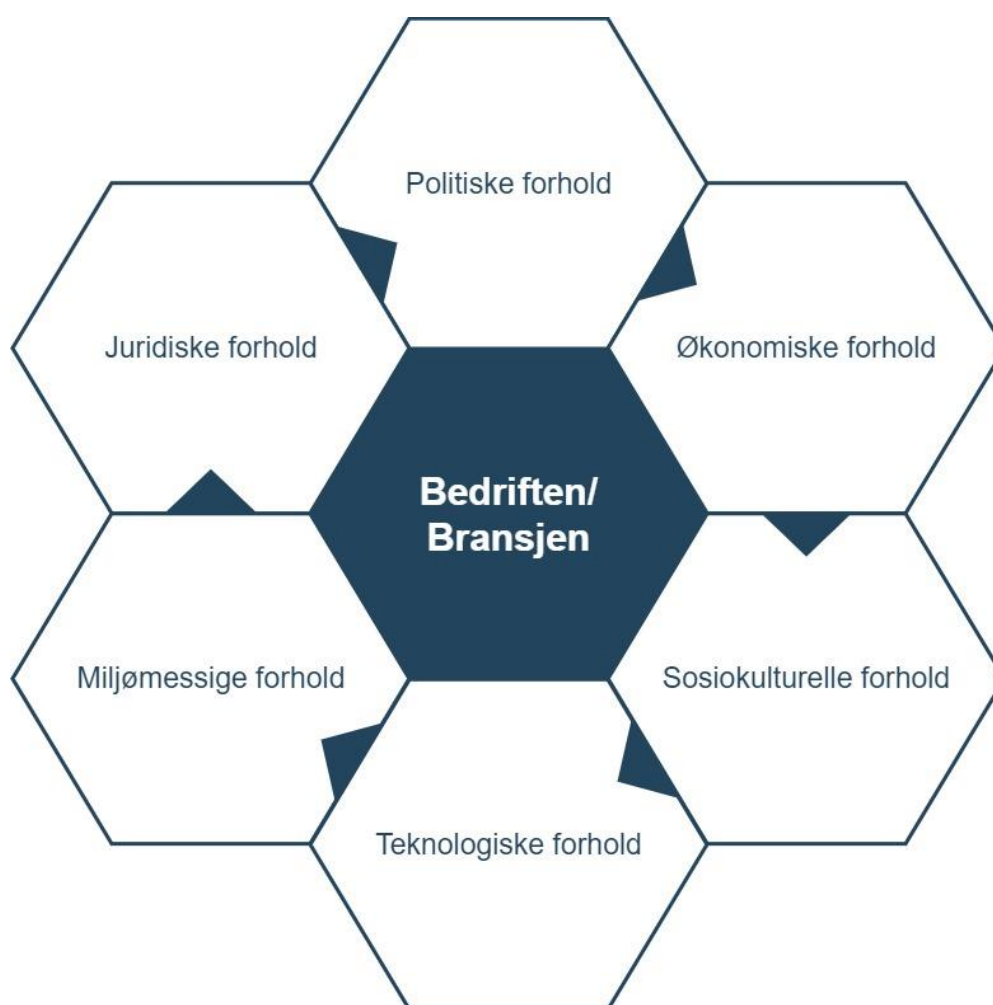 Politiske forhold
Juridiske forhold
Økonomiske forhold
Bedriften/
Bransjen
Miljømessige forhold
Sosiokulturelle forhold
Teknologiske forhold